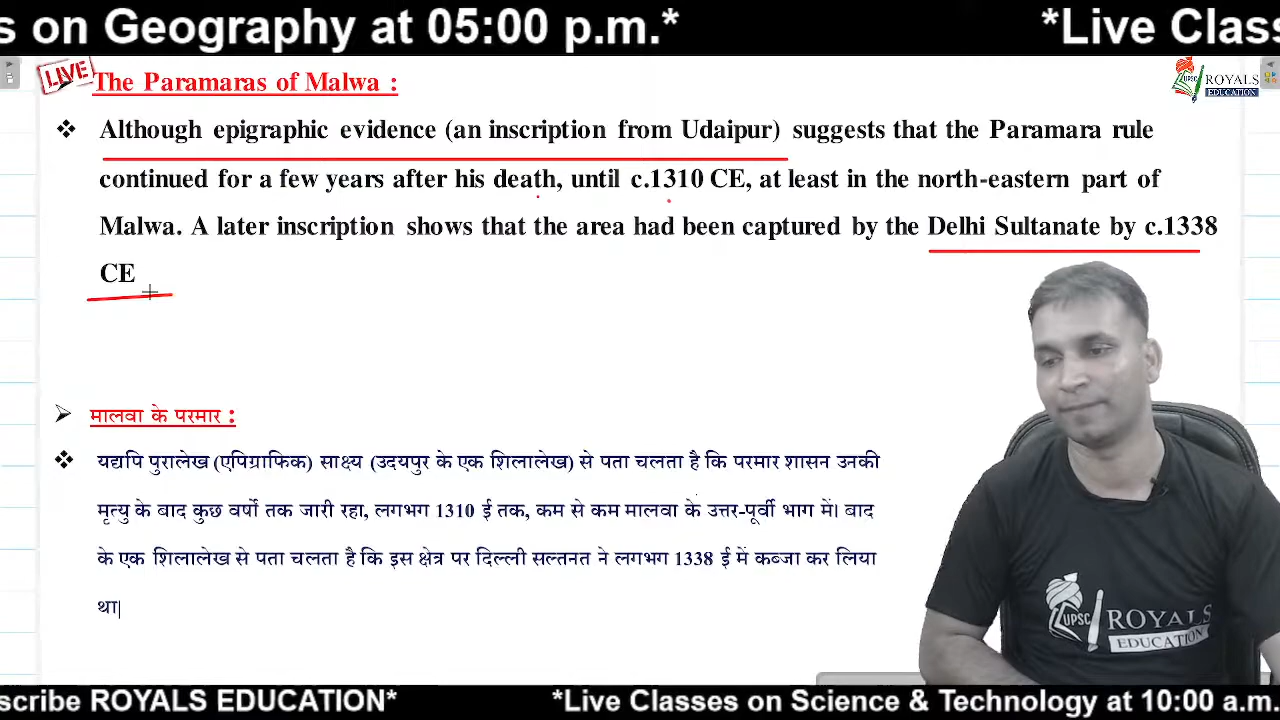 s on Geography at 05:00 p.m.* *Live Clas
LIVE
The Paramaras of Malwa :
UPSC ROYALS
EDUCATION
❖ Although epigraphic evidence (an inscription from Udaipur) suggests that the Paramara rule
continued for a few years after his death, until c.1310 CE, at least in the north-eastern part of
Malwa. A later inscription shows that the area had been captured by the Delhi Sultanate by c.1338
CE
➢ मालवा के परमार :
❖ यद्यपि पुरालेख (एपिग्राफिक) साक्ष्य (उदयपुर के एक शिलालेख) से पता चलता है कि परमार शासन उनकी
मृत्यु के बाद कुछ वर्षो तक जारी रहा, लगभग 1310 ई तक, कम से कम मालवा के उत्तर-पूर्वी भाग में। बाद
के एक शिलालेख से पता चलता है कि इस क्षेत्र पर दिल्ली सल्तनत ने लगभग 1338 ई में कब्जा कर लिया
था|
UPSC ROYALS
EDUCATION
scribe ROYALS EDUCATION* *Live Classes on Science & Technology at 10:00 a.m.